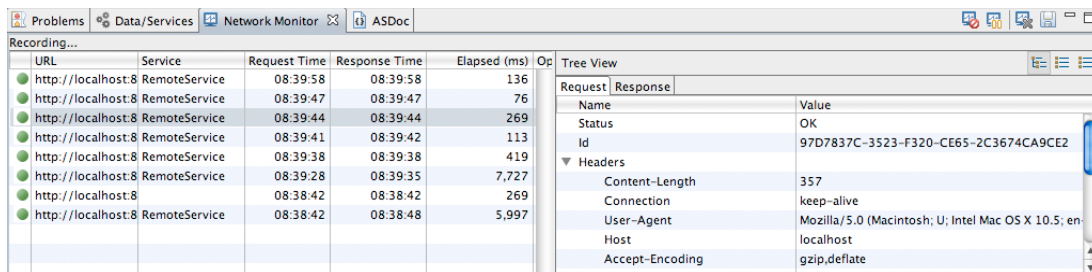 Problems Data/Services Network Monitor ASDoc
Recording...
URL Service Request Time Response Time Elapsed (ms) Op
http://localhost:8 RemoteService 08:39:58 08:39:58 136
http://localhost:8 RemoteService 08:39:47 08:39:47 76
http://localhost:8 RemoteService 08:39:44 08:39:44 269
http://localhost:8 RemoteService 08:39:41 08:39:42 113
http://localhost:8 RemoteService 08:39:38 08:39:38 419
http://localhost:8 RemoteService 08:39:28 08:39:35 7,727
http://localhost:8 08:38:42 08:38:42 269
http://localhost:8 RemoteService 08:38:42 08:38:48 5,997
Tree View
Request Response
Name Value
Status OK
Id 97D7837C-3523-F320-CE65-2C3674CA9CE2
Headers
Content-Length 357
Connection keep-alive
User-Agent Mozilla/5.0 (Macintosh; U; Intel Mac OS X 10.5; en-
Host localhost
Accept-Encoding gzip,deflate